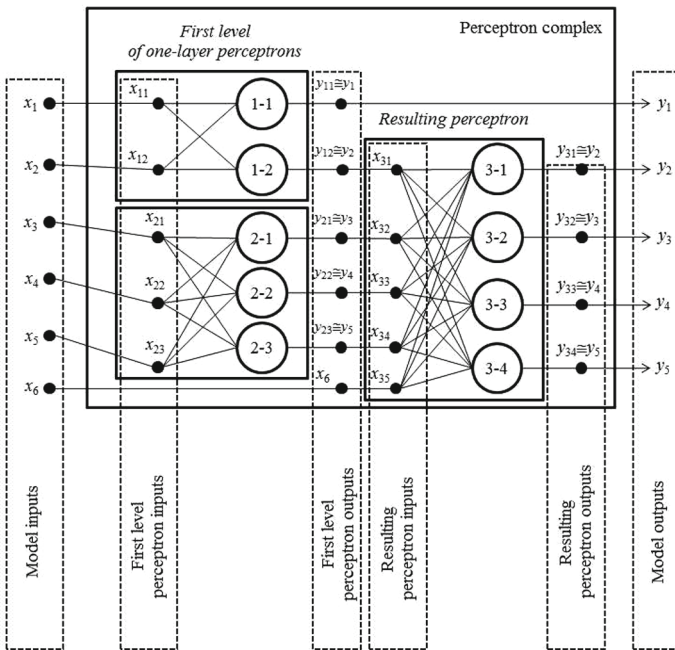 First level
of one-layer perceptrons
Perceptron complex
x1 x11 1-1 y11≅y1 y1
Resulting perceptron
x2 x12 1-2 y12≅y2 x31 3-1 y31≅y2 y2
x3 x21 2-1 y21≅y3 x32 3-2 y32≅y3 y3
x4 x22 2-2 y22≅y4 x33 3-3 y33≅y4 y4
x5 x23 2-3 y23≅y5 x34 3-4 y34≅y5 y5
x6 x6 x35
Model inputs
First level
perceptron inputs
First level
perceptron outputs
Resulting
perceptron inputs
Resulting
perceptron outputs
Model outputs